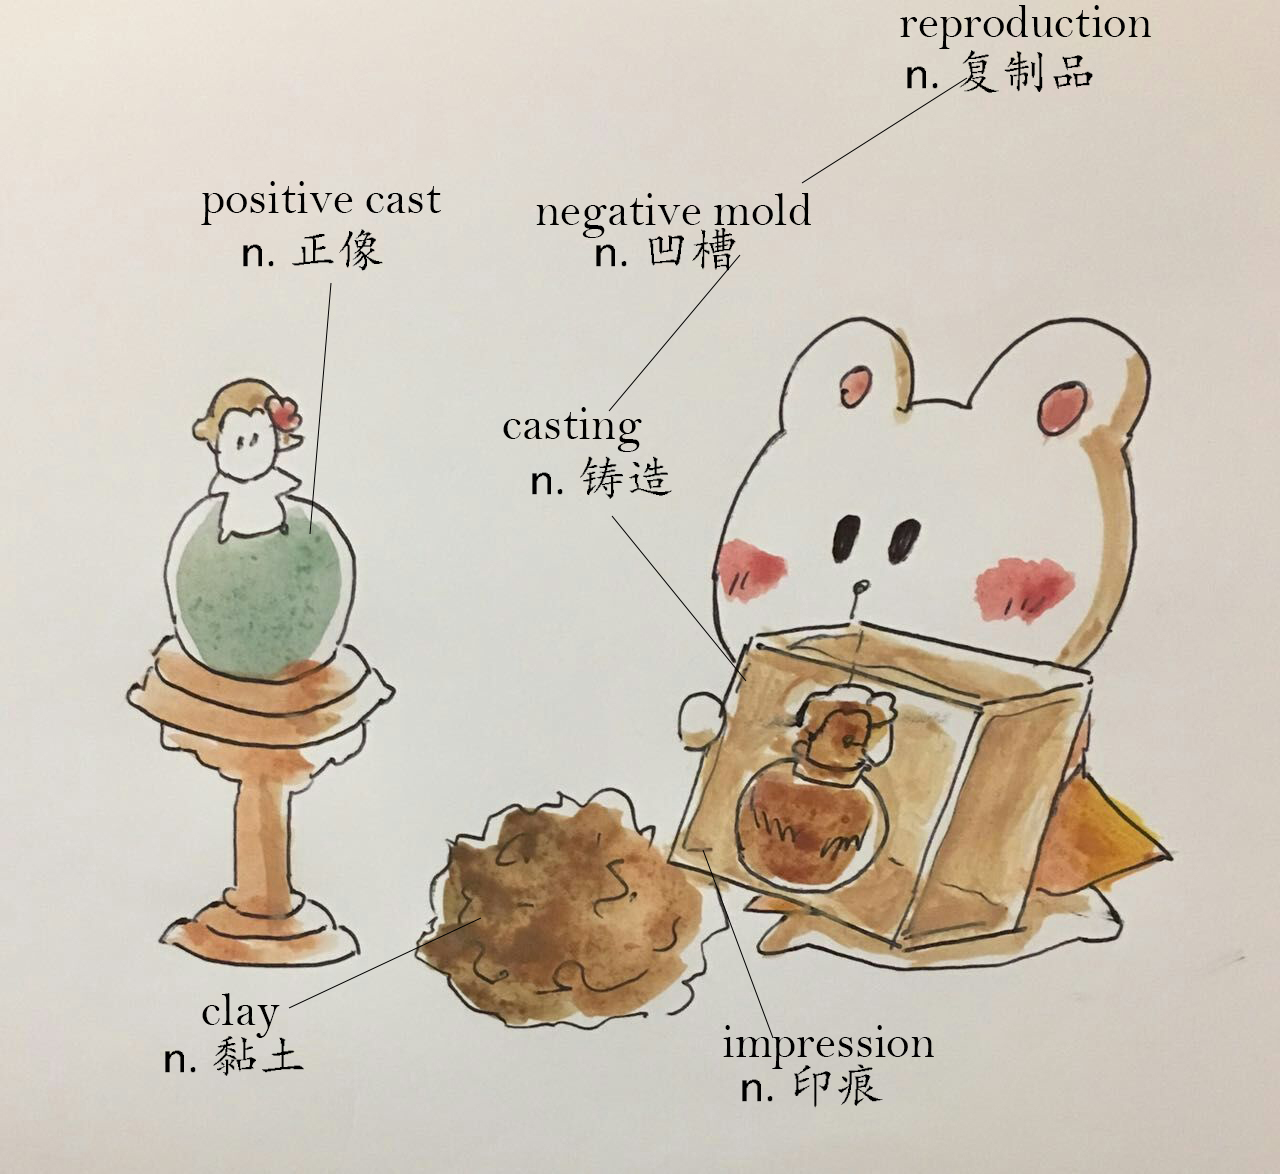 reproduction
n. 复制品
positive cast
n. 正像
negative mold
n. 凹槽
casting
n. 铸造
clay
n. 黏土
impression
n. 印痕